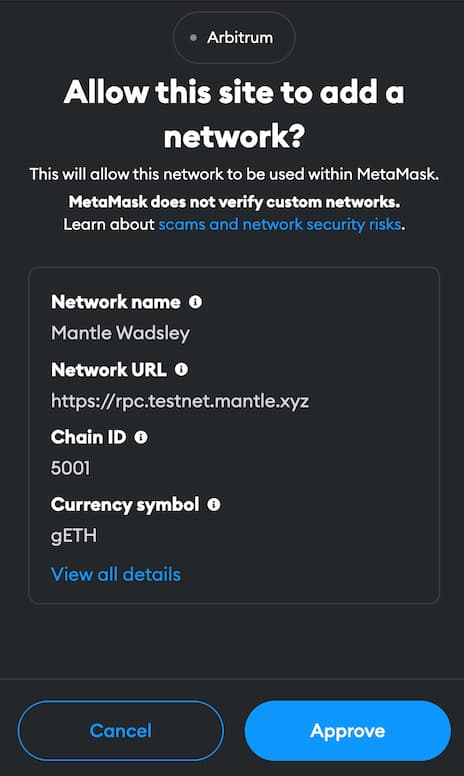 Arbitrum
Allow this site to add a
network?
This will allow this network to be used within MetaMask.
MetaMask does not verify custom networks.
Learn about scams and network security risks.
Network name
Mantle Wadsley
Network URL
https://rpc.testnet.mantle.xyz
Chain ID
5001
Currency symbol
gETH
View all details
Cancel
Approve